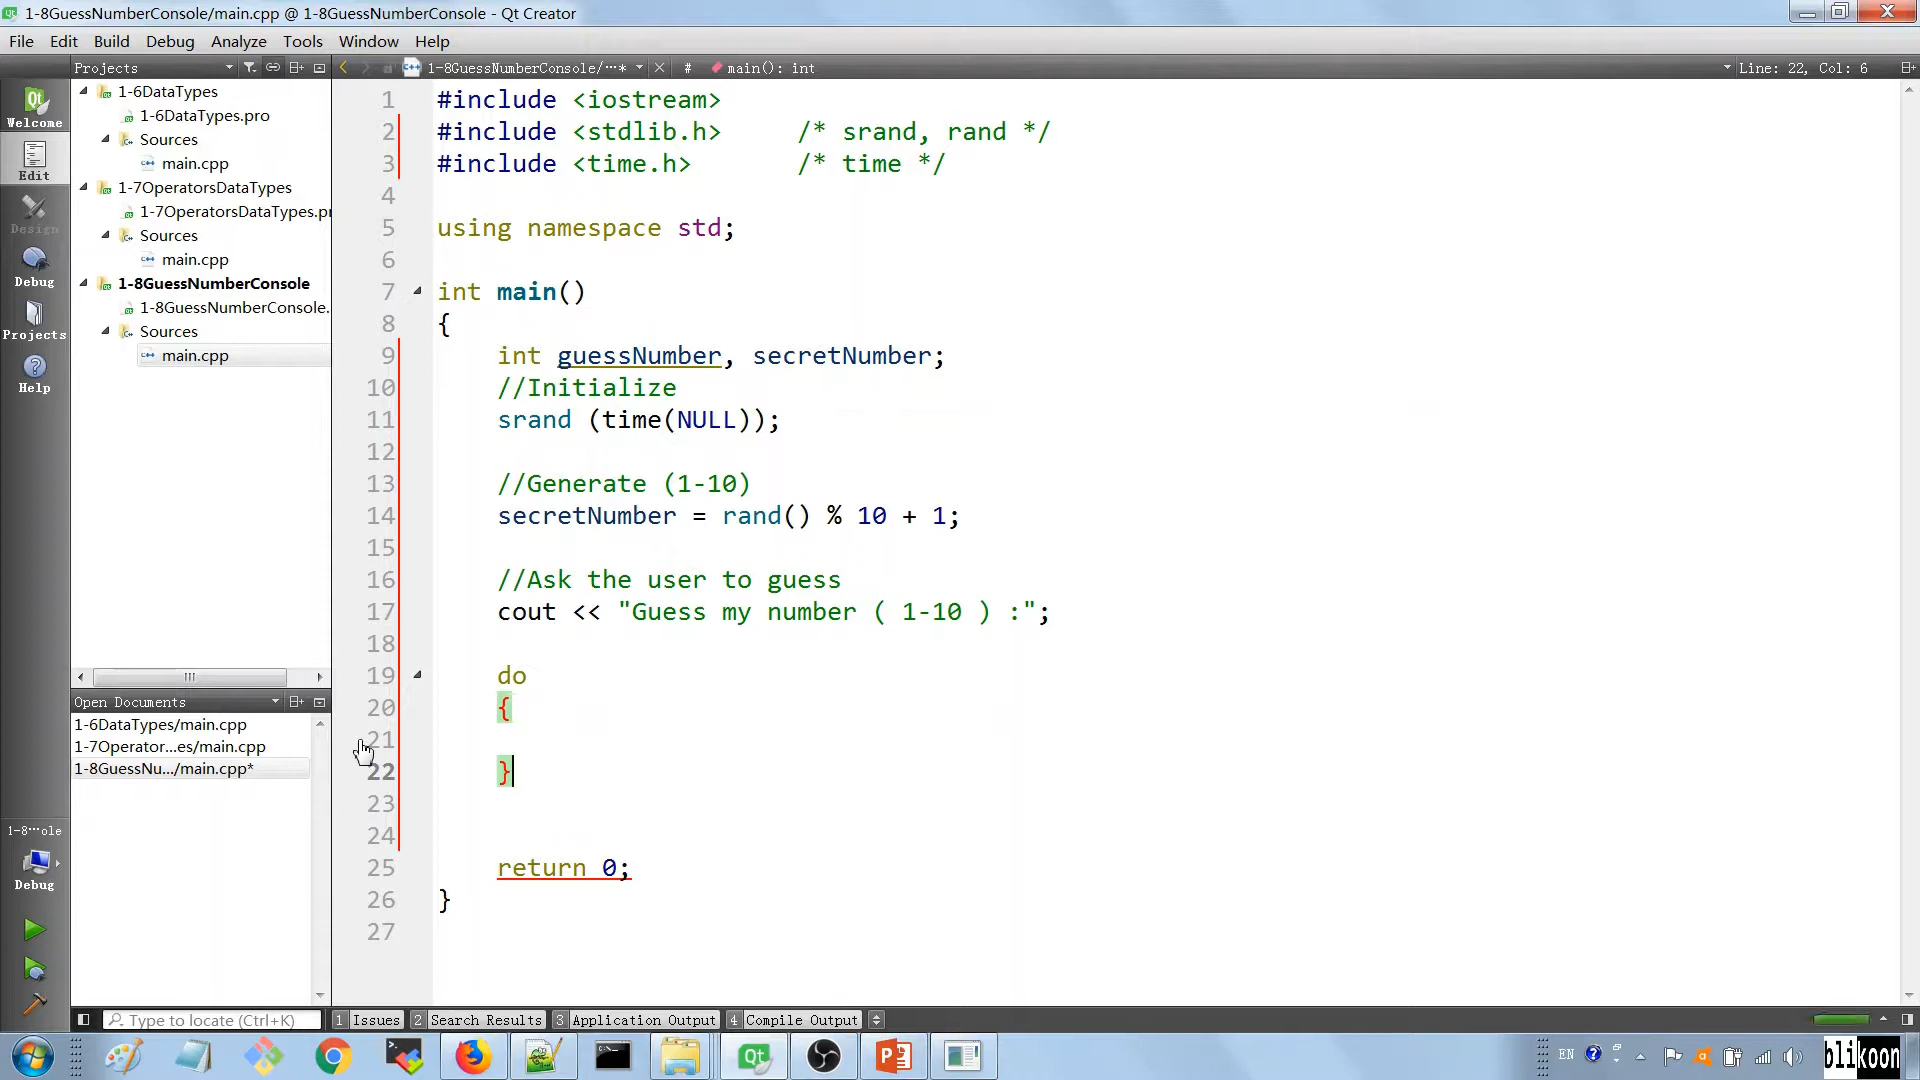 1-8GuessNumberConsole/main.cpp @ 1-8GuessNumberConsole - Qt Creator
File Edit Build Debug Analyze Tools Window Help
Projects
1-8GuessNumberConsole/···*
# main(): int
Line: 22, Col: 6
Welcome
Edit
Design
Debug
Projects
Help
1-6DataTypes
1-6DataTypes.pro
Sources
main.cpp
1-7OperatorsDataTypes
1-7OperatorsDataTypes.pr
Sources
main.cpp
1-8GuessNumberConsole
1-8GuessNumberConsole.
Sources
main.cpp
Open Documents
1-6DataTypes/main.cpp
1-7Operator...es/main.cpp
1-8GuessNu.../main.cpp*
1-8···ole
Debug
1 #include <iostream>
2 #include <stdlib.h> /* srand, rand */
3 #include <time.h> /* time */
4
5 using namespace std;
6
7 int main()
8 {
9 int guessNumber, secretNumber;
10 //Initialize
11 srand (time(NULL));
12
13 //Generate (1-10)
14 secretNumber = rand() % 10 + 1;
15
16 //Ask the user to guess
17 cout << "Guess my number ( 1-10 ) :";
18
19 do
20 {
21
22 }
23
24
25 return 0;
26 }
27
Type to locate (Ctrl+K)
1 Issues 2 Search Results 3 Application Output 4 Compile Output
EN
blikoon